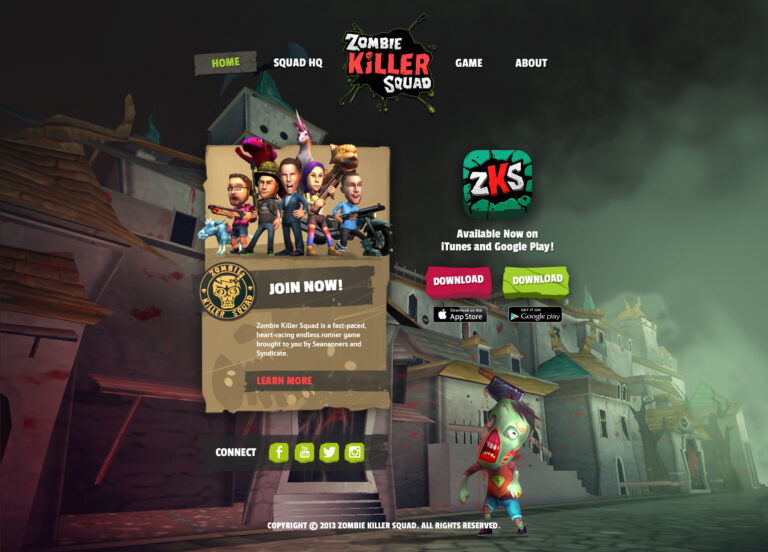 HOME
SQUAD HQ
ZOMBIE
KILLER
SQUAD
GAME
ABOUT
ZKS
Available Now on
iTunes and Google Play!
DOWNLOAD
DOWNLOAD
Download on the
App Store
GET IT ON
Google play
ZOMBIE
KILLER SQUAD
JOIN NOW!
Zombie Killer Squad is a fast-paced,
heart-racing endless runner game
brought to you by Seananners and
Syndicate.
LEARN MORE
CONNECT
f
You
Tube
COPYRIGHT © 2013 ZOMBIE KILLER SQUAD. ALL RIGHTS RESERVED.